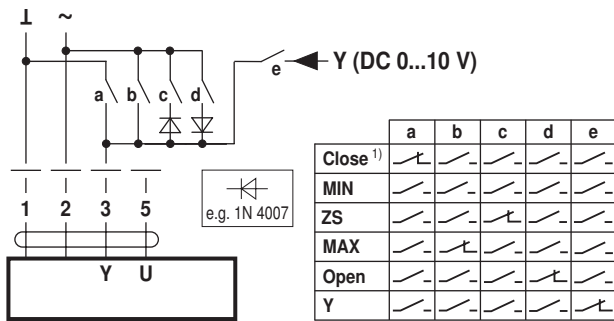 ⊥ ~
e Y (DC 0...10 V)
a b c d
1 2 3 5
e.g. 1N 4007
Y U
a b c d e
Close 1)
MIN
ZS
MAX
Open
Y